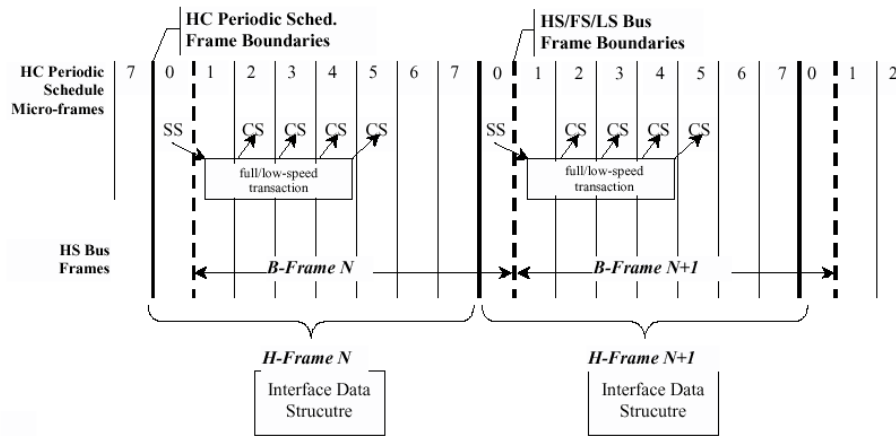 HC Periodic Sched.
Frame Boundaries
HS/FS/LS Bus
Frame Boundaries
HC Periodic
Schedule
Micro-frames
7 0 1 2 3 4 5 6 7 0 1 2 3 4 5 6 7 0 1 2
SS CS CS CS CS SS CS CS CS CS
full/low-speed
transaction
full/low-speed
transaction
HS Bus
Frames
B-Frame N
B-Frame N+1
H-Frame N
H-Frame N+1
Interface Data
Strucutre
Interface Data
Strucutre